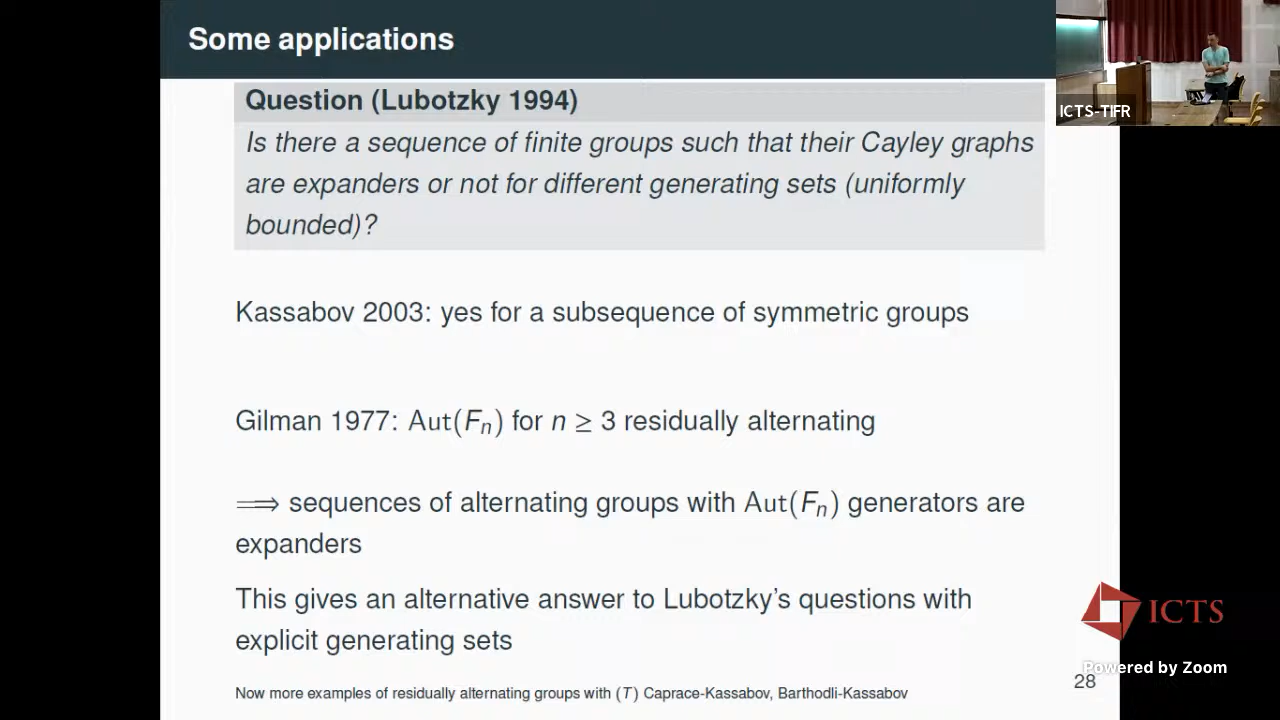 Some applications
Question (Lubotzky 1994)
Is there a sequence of finite groups such that their Cayley graphs
are expanders or not for different generating sets (uniformly
bounded)?
Kassabov 2003: yes for a subsequence of symmetric groups
Gilman 1977: Aut(Fₙ) for n ≥ 3 residually alternating
⟹ sequences of alternating groups with Aut(Fₙ) generators are
expanders
This gives an alternative answer to Lubotzky's questions with
explicit generating sets
Now more examples of residually alternating groups with (T) Caprace-Kassabov, Barthodli-Kassabov
28
ICTS-TIFR
ICTS
Powered by Zoom